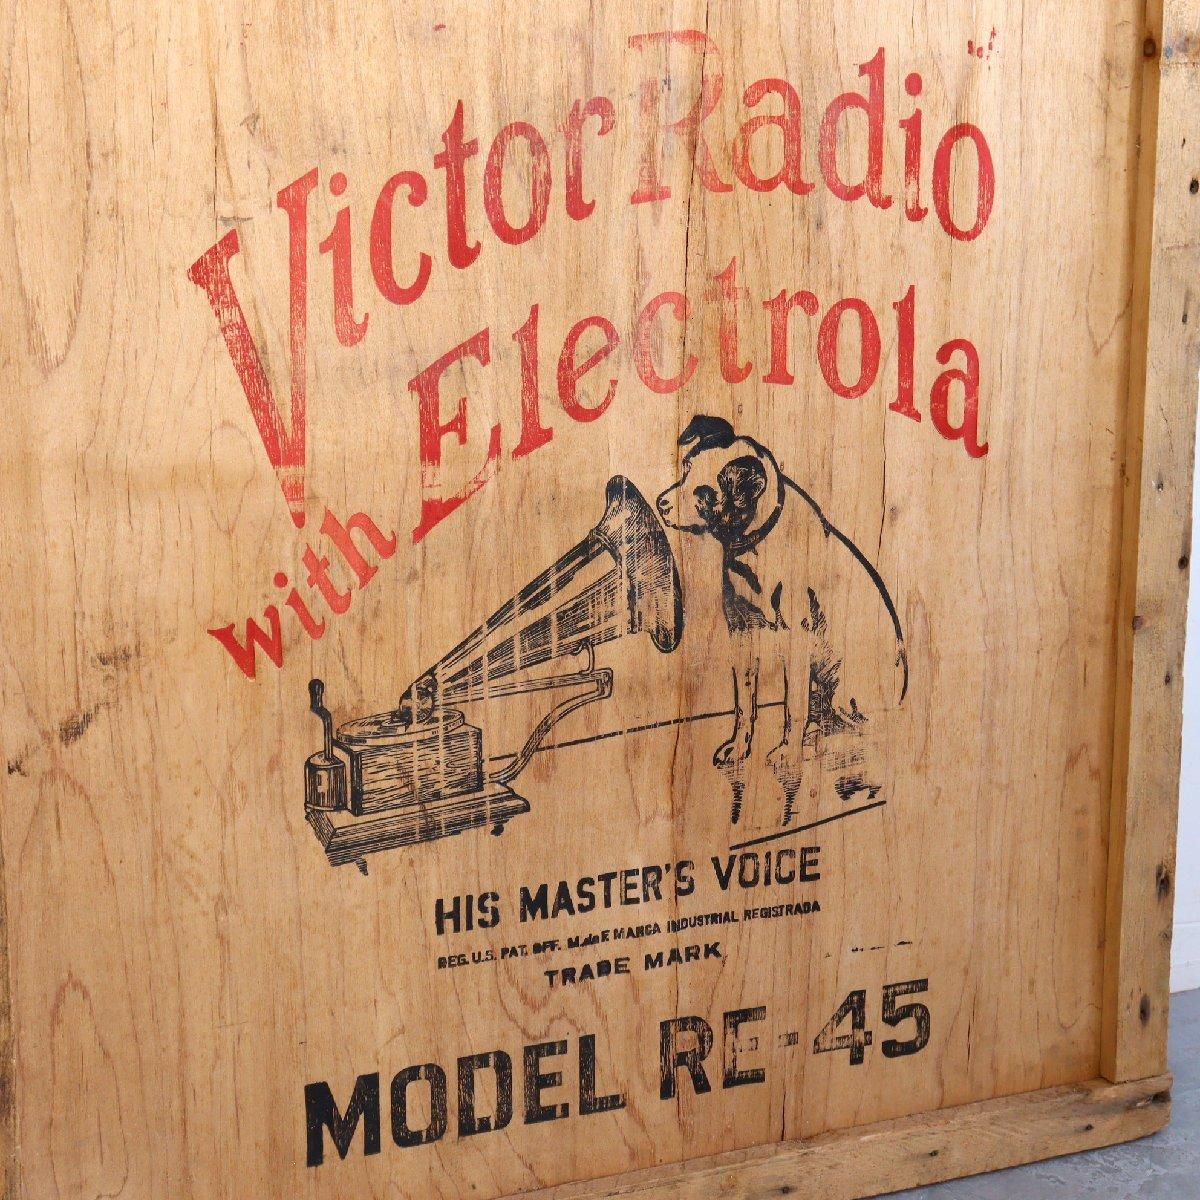 Victor Radio
with Electrola
HIS MASTER'S VOICE
REG. U.S. PAT. OFF. M. de F. MARCA INDUSTRIAL REGISTRADA
TRADE MARK
MODEL RE-45